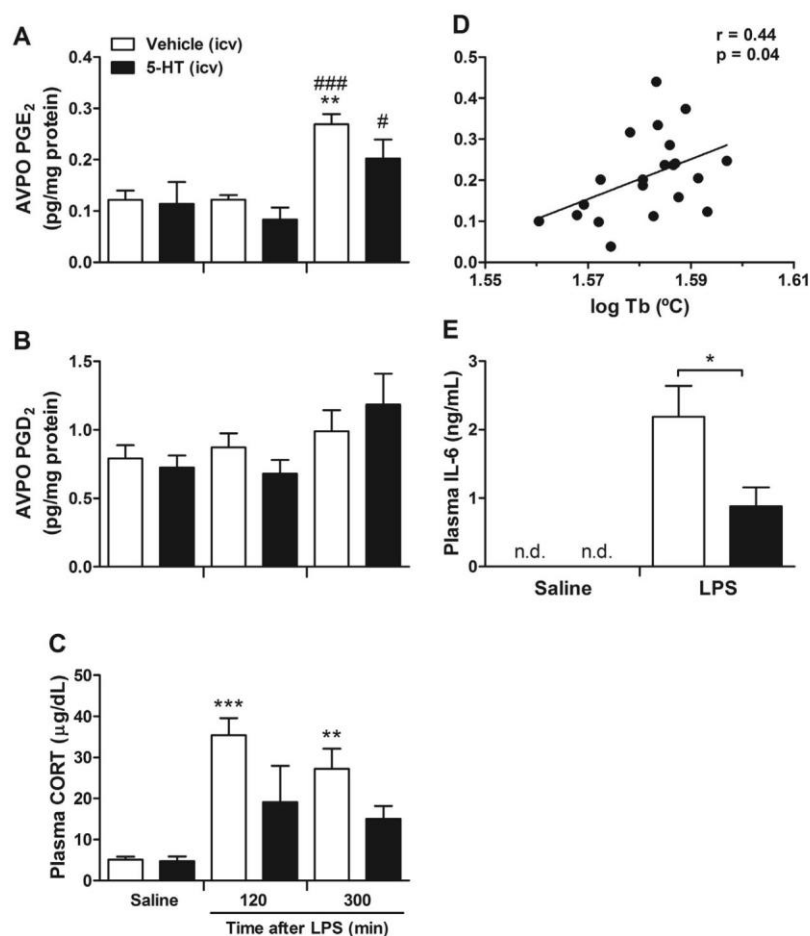 A
Vehicle (icv)
5-HT (icv)
AVPO PGE₂
(pg/mg protein)
0.4
0.3
0.2
0.1
0.0
###
**
#
B
AVPO PGD₂
(pg/mg protein)
1.5
1.0
0.5
0.0
C
Plasma CORT (µg/dL)
50
40
30
20
10
0
***
**
Saline
120
300
Time after LPS (min)
D
r = 0.44
p = 0.04
0.5
0.4
0.3
0.2
0.1
0.0
1.55
1.57
1.59
1.61
log Tb (ºC)
E
Plasma IL-6 (ng/mL)
3
2
1
0
*
n.d.
n.d.
Saline
LPS